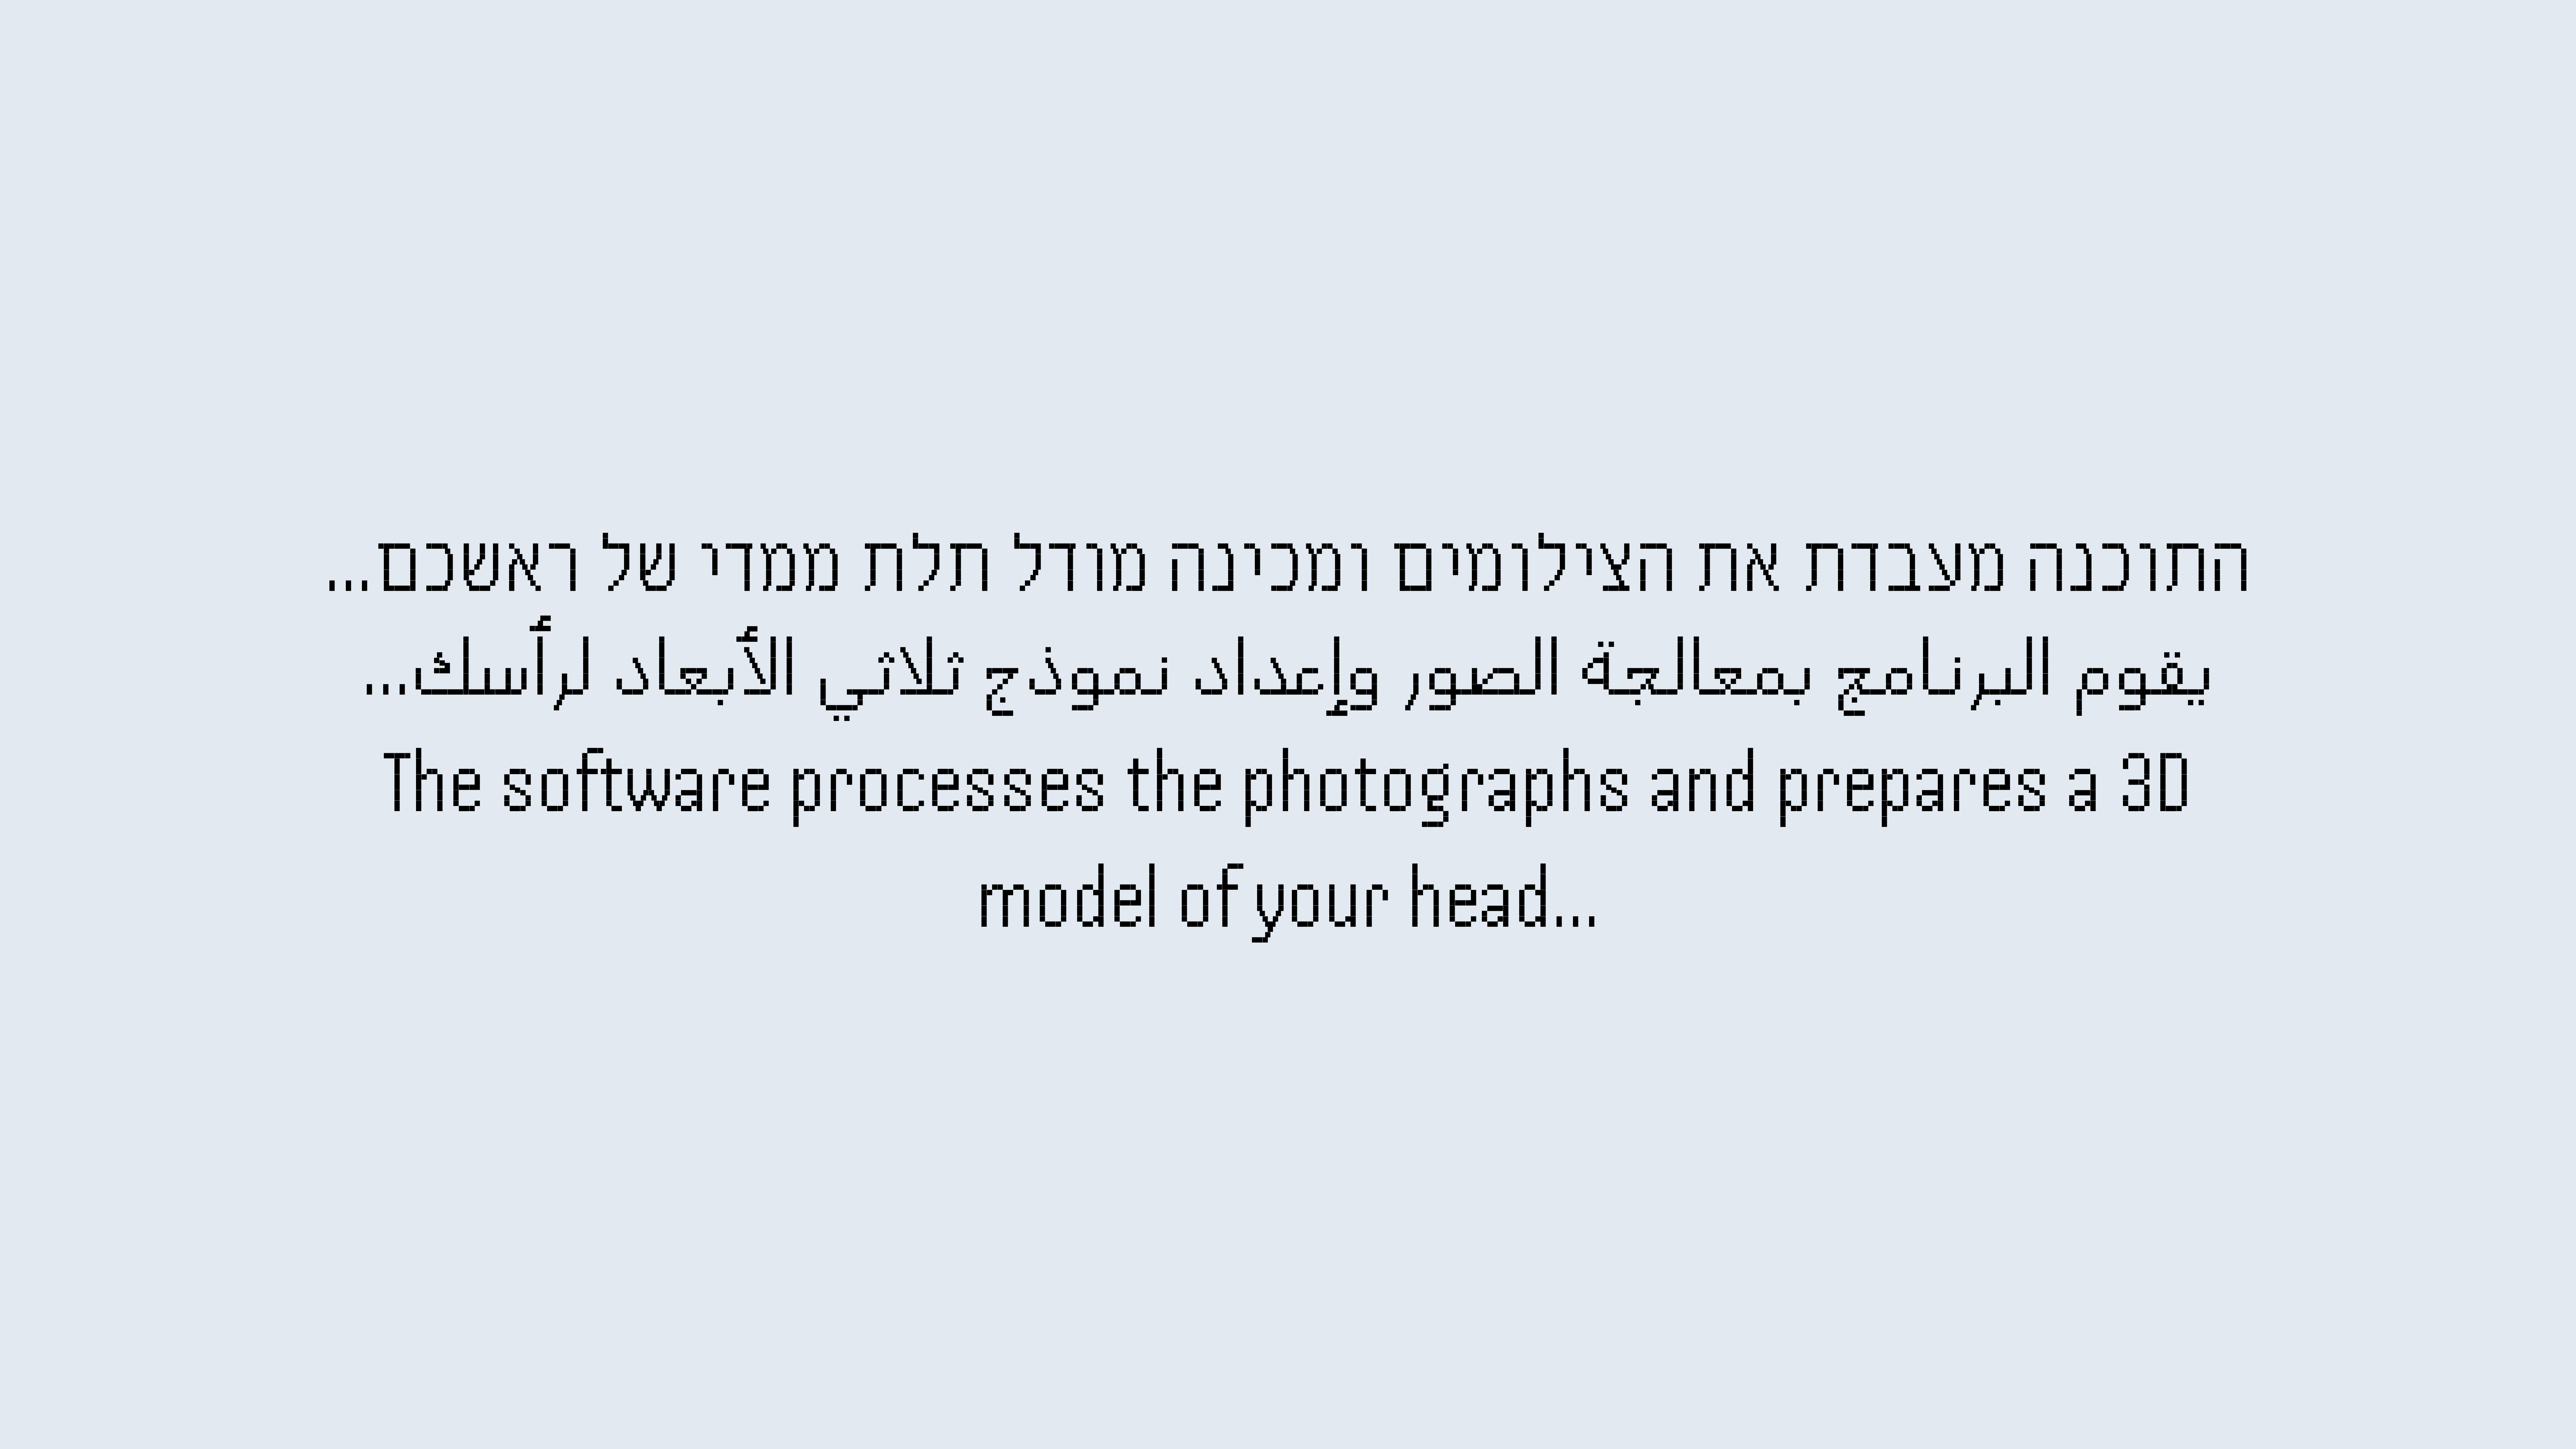 התוכנה מעבדת את הצילומים ומכינה מודל תלת ממדי של ראשכם...
يقوم البرنامج بمعالجة الصور وإعداد نموذج ثلاثي الأبعاد لرأسك...
The software processes the photographs and prepares a 3D
model of your head...